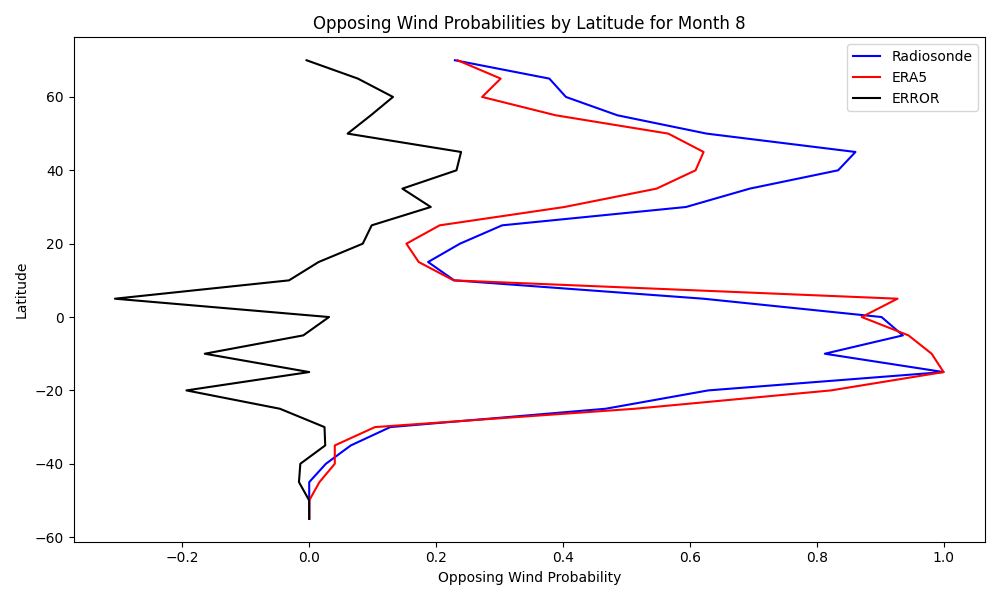 Opposing Wind Probabilities by Latitude for Month 8
Radiosonde
ERA5
ERROR
Latitude
60
40
20
0
−20
−40
−60
−0.2
0.0
0.2
0.4
0.6
0.8
1.0
Opposing Wind Probability